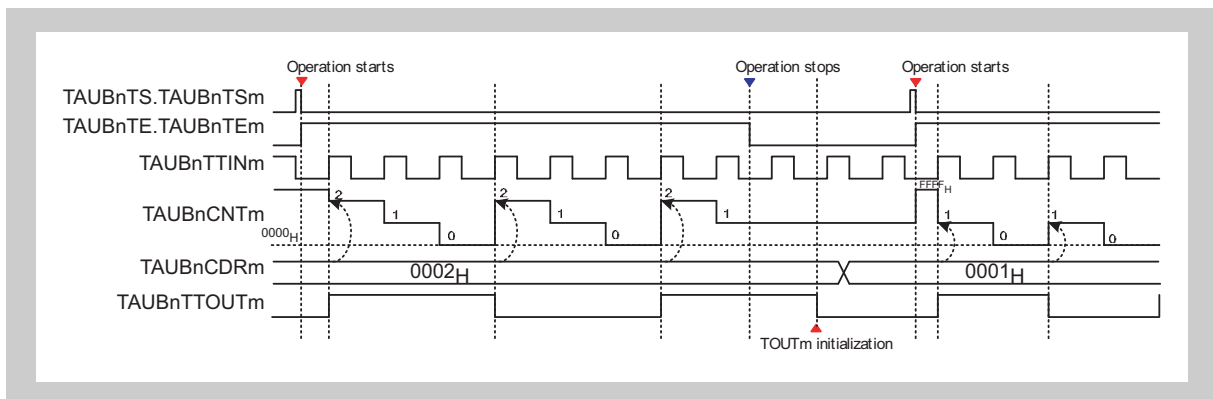 Operation starts Operation stops Operation starts
TAUBnTS.TAUBnTSm
TAUBnTE.TAUBnTEm
TAUBnTTINm
FFFFH
TAUBnCNTm 2 1 0 2 1 0 2 1 1 0 1 0
0000H
TAUBnCDRm 0002H 0001H
TAUBnTTOUTm
TOUTm initialization